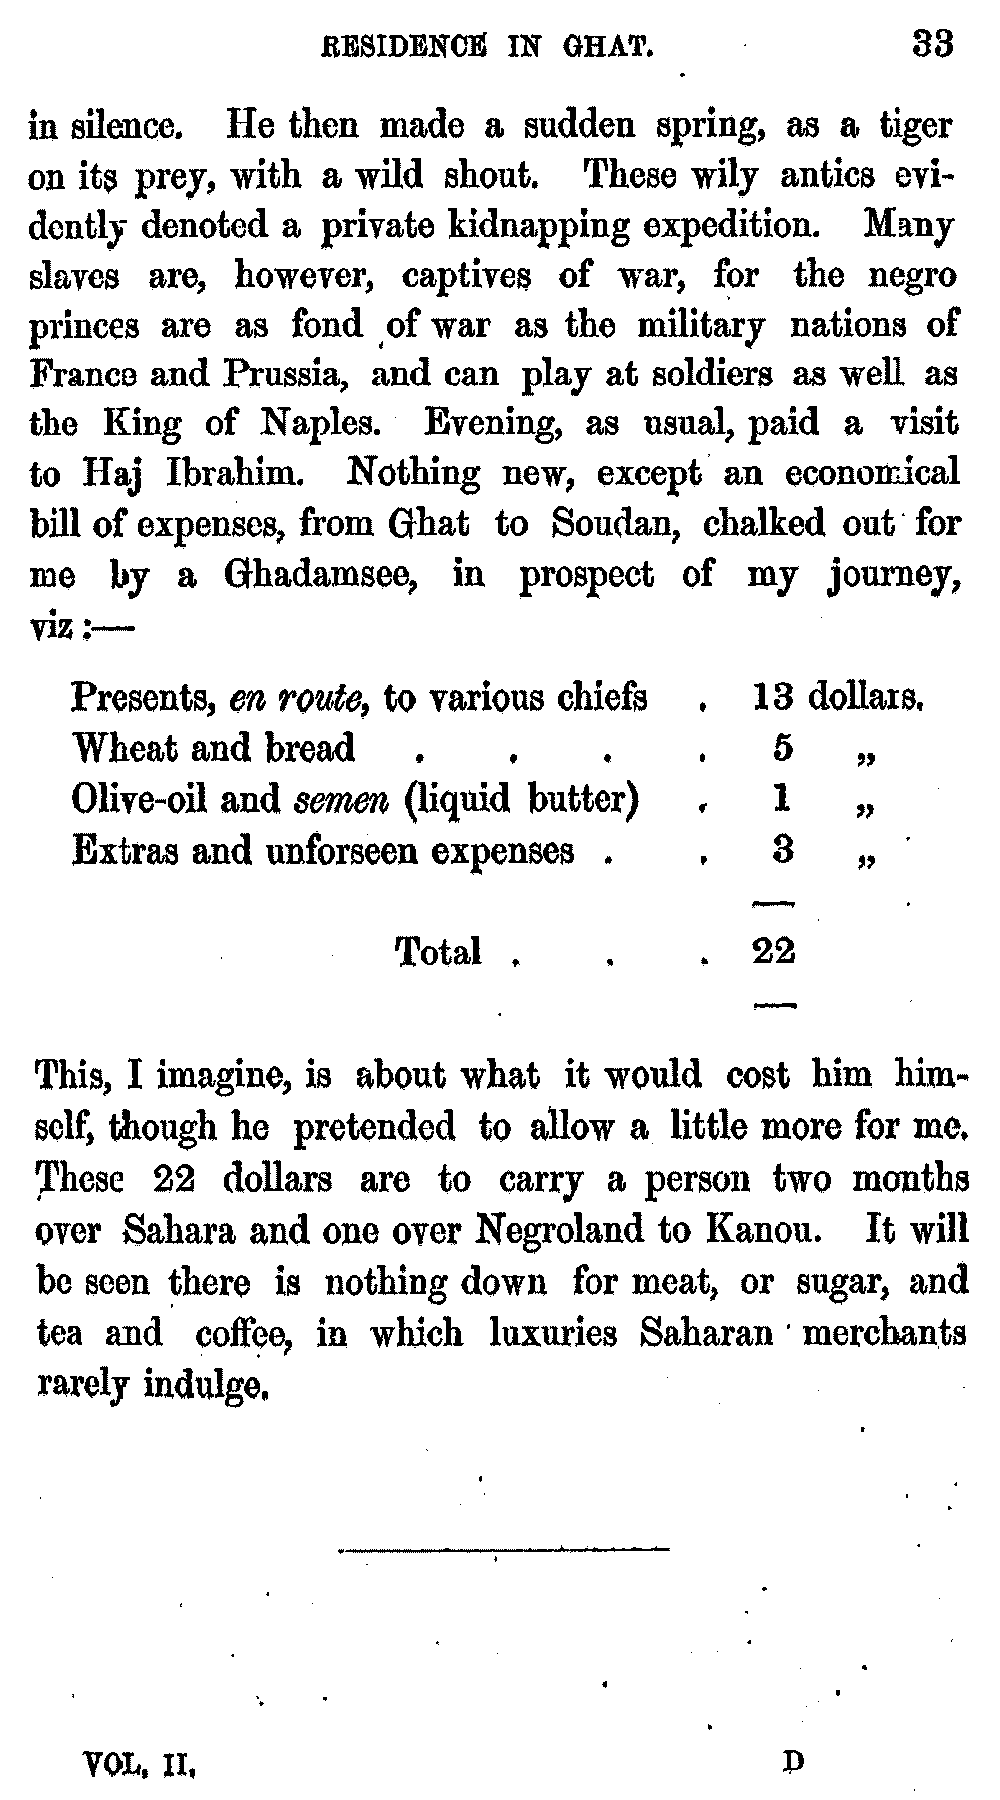 RESIDENCE IN GHAT. 33
in silence. He then made a sudden spring, as a tiger
on its prey, with a wild shout. These wily antics evi-
dently denoted a private kidnapping expedition. Many
slaves are, however, captives of war, for the negro
princes are as fond of war as the military nations of
France and Prussia, and can play at soldiers as well as
the King of Naples. Evening, as usual, paid a visit
to Haj Ibrahim. Nothing new, except an economical
bill of expenses, from Ghat to Soudan, chalked out for
me by a Ghadamsee, in prospect of my journey,
viz :—
Presents, en route, to various chiefs . 13 dollars.
Wheat and bread . . . . 5 „
Olive-oil and semen (liquid butter) . 1 „
Extras and unforseen expenses . . 3 „
Total . . . 22
This, I imagine, is about what it would cost him him-
self, though he pretended to allow a little more for me.
These 22 dollars are to carry a person two months
over Sahara and one over Negroland to Kanou. It will
be seen there is nothing down for meat, or sugar, and
tea and coffee, in which luxuries Saharan merchants
rarely indulge.
VOL. II. D